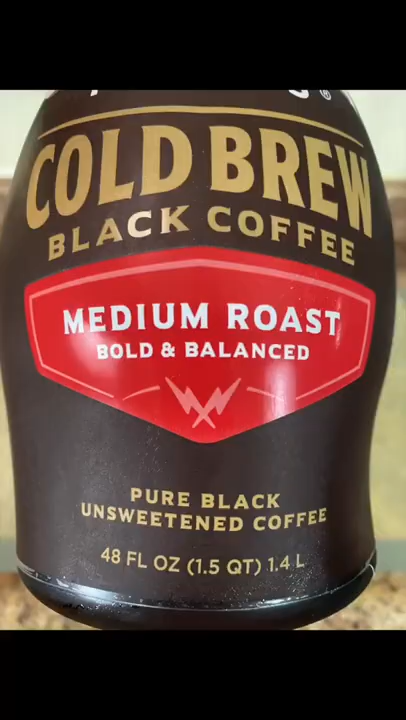 COLD BREW
BLACK COFFEE
MEDIUM ROAST
BOLD & BALANCED
PURE BLACK
UNSWEETENED COFFEE
48 FL OZ (1.5 QT) 1.4 L